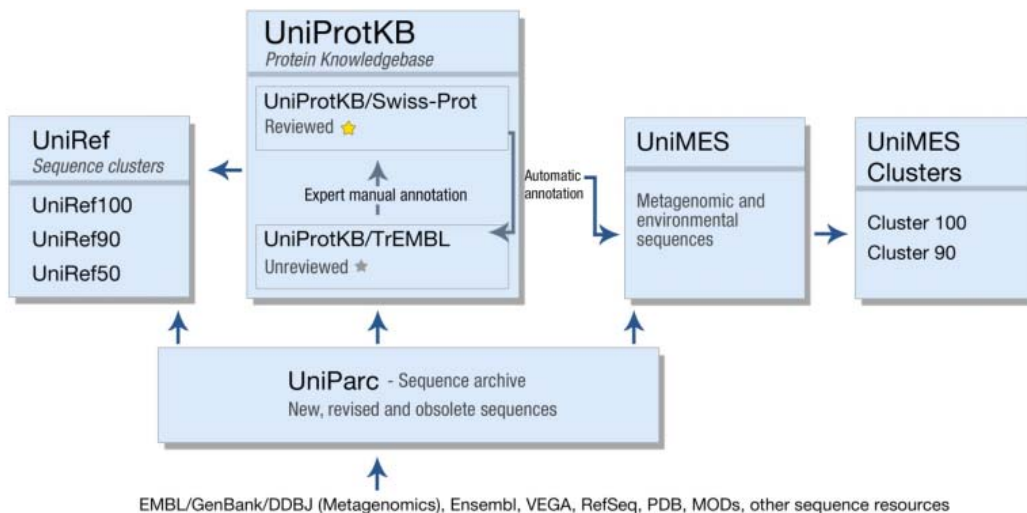 UniProtKB
Protein Knowledgebase
UniProtKB/Swiss-Prot
Reviewed
Expert manual annotation
UniProtKB/TrEMBL
Unreviewed
UniRef
Sequence clusters
UniRef100
UniRef90
UniRef50
Automatic
annotation
UniMES
Metagenomic and
environmental
sequences
UniMES
Clusters
Cluster 100
Cluster 90
UniParc - Sequence archive
New, revised and obsolete sequences
EMBL/GenBank/DDBJ (Metagenomics), Ensembl, VEGA, RefSeq, PDB, MODs, other sequence resources